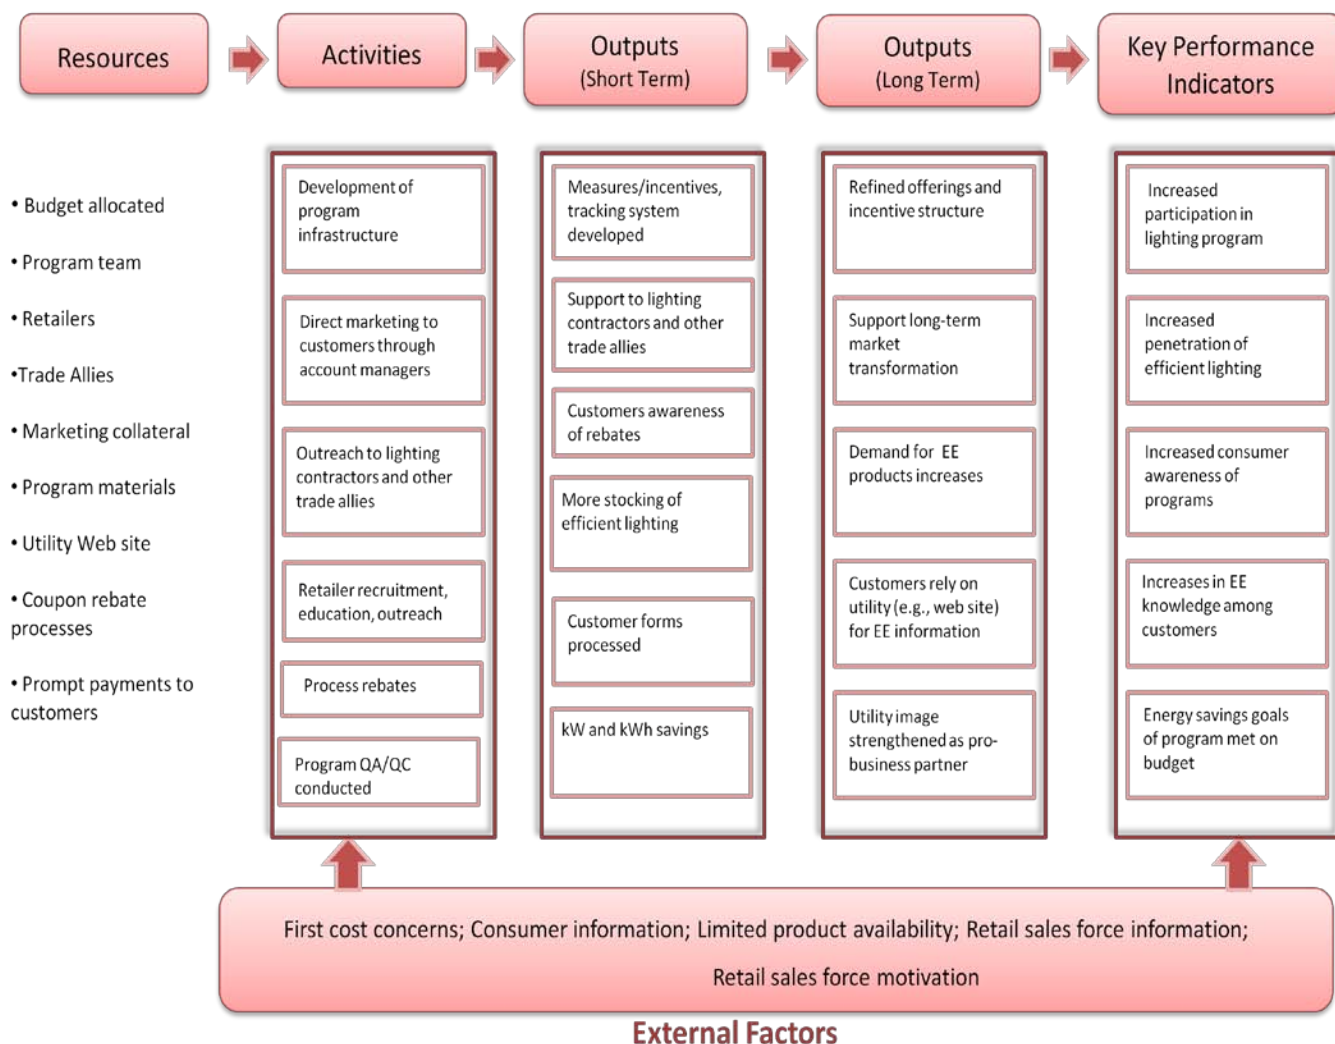 Resources
Activities
Outputs
(Short Term)
Outputs
(Long Term)
Key Performance
Indicators
• Budget allocated
• Program team
• Retailers
•Trade Allies
• Marketing collateral
• Program materials
• Utility Web site
• Coupon rebate
processes
• Prompt payments to
customers
Development of
program
infrastructure
Direct marketing to
customers through
account managers
Outreach to lighting
contractors and other
trade allies
Retailer recruitment,
education, outreach
Process rebates
Program QA/QC
conducted
Measures/incentives,
tracking system
developed
Support to lighting
contractors and other
trade allies
Customers awareness
of rebates
More stocking of
efficient lighting
Customer forms
processed
kW and kWh savings
Refined offerings and
incentive structure
Support long-term
market
transformation
Demand for EE
products increases
Customers rely on
utility (e.g., web site)
for EE information
Utility image
strengthened as pro-
business partner
Increased
participation in
lighting program
Increased
penetration of
efficient lighting
Increased consumer
awareness of
programs
Increases in EE
knowledge among
customers
Energy savings goals
of program met on
budget
First cost concerns; Consumer information; Limited product availability; Retail sales force information;
Retail sales force motivation
External Factors